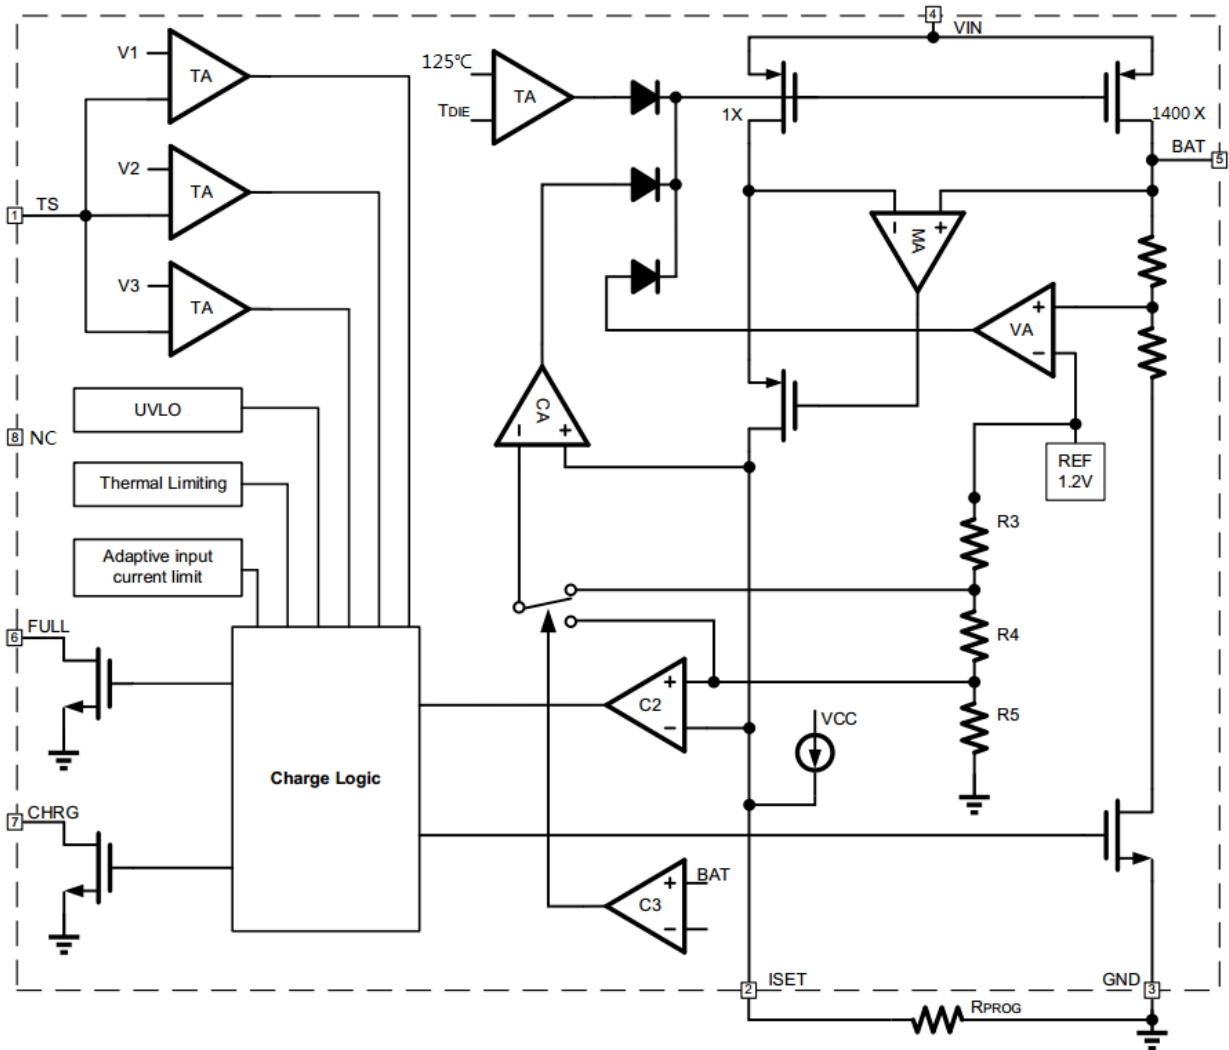 4
VIN
V1
TA
125℃
TDIE
TA
1X
1400 X
BAT
5
V2
TA
1
TS
MA
V3
TA
VA
UVLO
CA
8
NC
REF
1.2V
Thermal Limiting
R3
Adaptive input
current limit
6
FULL
R4
C2
R5
VCC
Charge Logic
7
CHRG
BAT
C3
ISET
GND
2
3
RPROG